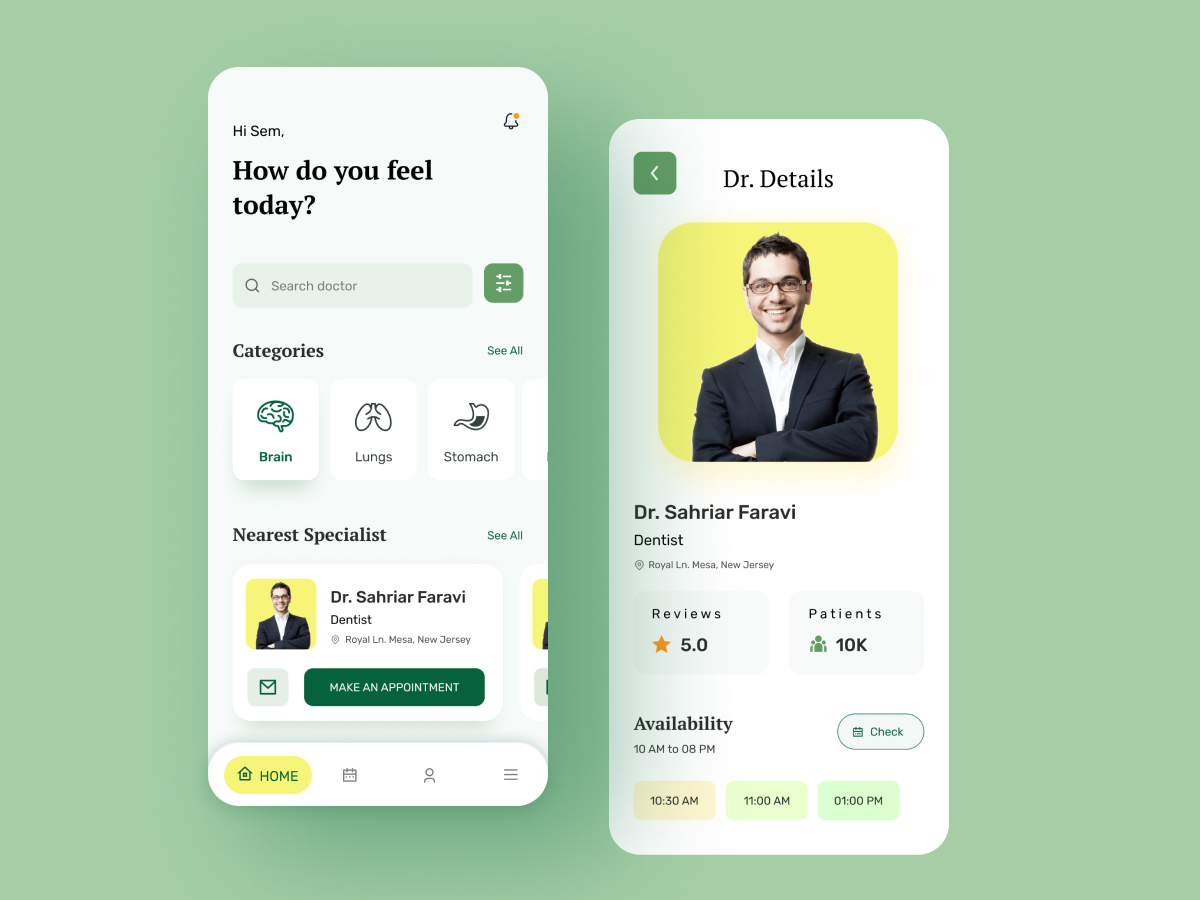 Hi Sem,
How do you feel
today?
Search doctor
Categories
See All
Brain
Lungs
Stomach
Nearest Specialist
See All
Dr. Sahriar Faravi
Dentist
Royal Ln. Mesa, New Jersey
MAKE AN APPOINTMENT
HOME
Dr. Details
Dr. Sahriar Faravi
Dentist
Royal Ln. Mesa, New Jersey
Reviews
Patients
5.0
10K
Availability
Check
10 AM to 08 PM
10:30 AM
11:00 AM
01:00 PM